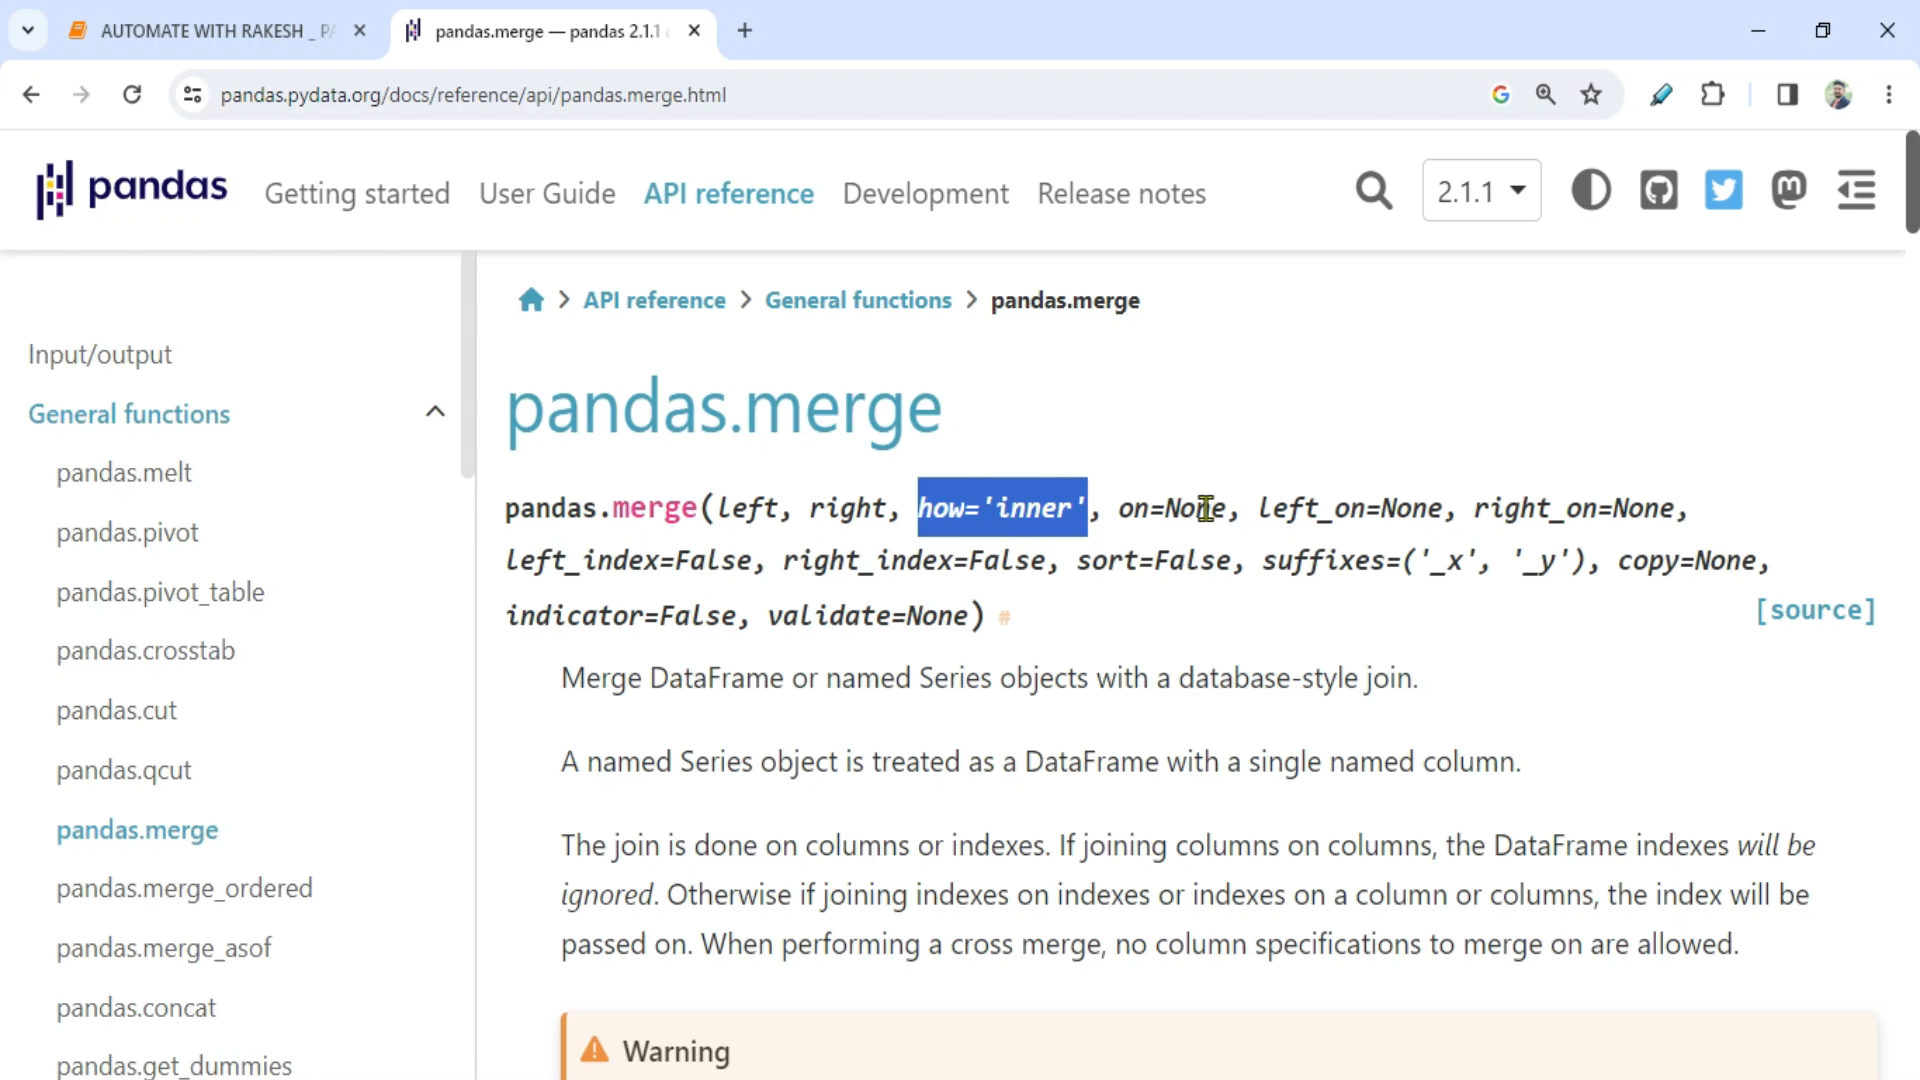 AUTOMATE WITH RAKESH _ PA
pandas.merge — pandas 2.1.1
pandas.pydata.org/docs/reference/api/pandas.merge.html
pandas
Getting started
User Guide
API reference
Development
Release notes
2.1.1
Input/output
General functions
pandas.melt
pandas.pivot
pandas.pivot_table
pandas.crosstab
pandas.cut
pandas.qcut
pandas.merge
pandas.merge_ordered
pandas.merge_asof
pandas.concat
pandas.get_dummies
API reference > General functions > pandas.merge
pandas.merge
pandas.merge(left, right, how='inner', on=None, left_on=None, right_on=None,
left_index=False, right_index=False, sort=False, suffixes=('_x', '_y'), copy=None,
indicator=False, validate=None) #
[source]
Merge DataFrame or named Series objects with a database-style join.
A named Series object is treated as a DataFrame with a single named column.
The join is done on columns or indexes. If joining columns on columns, the DataFrame indexes will be
ignored. Otherwise if joining indexes on indexes or indexes on a column or columns, the index will be
passed on. When performing a cross merge, no column specifications to merge on are allowed.
Warning